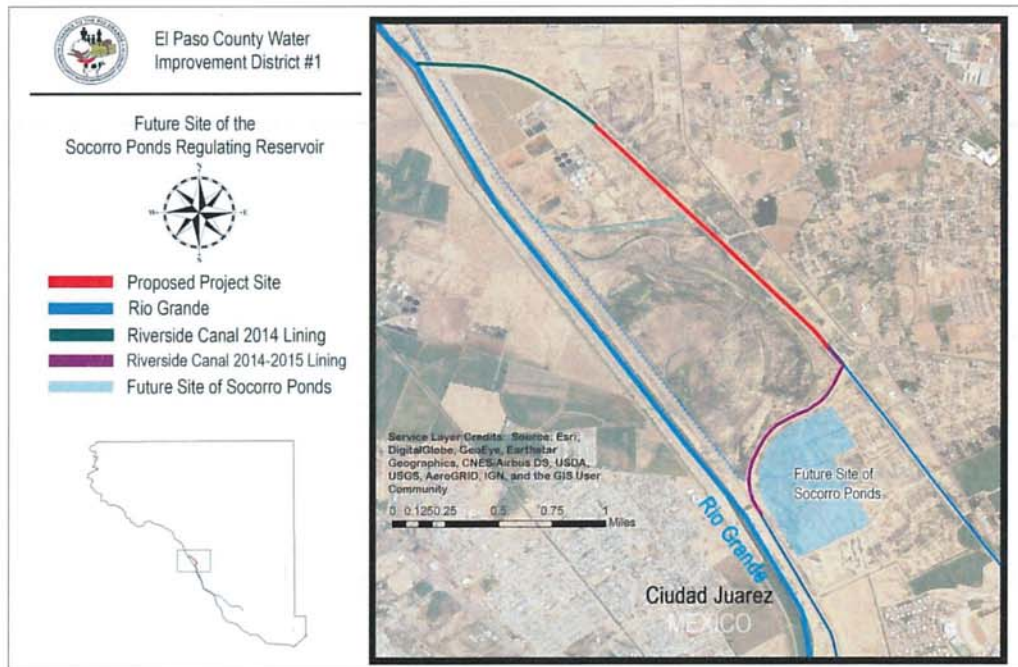 El Paso County Water
Improvement District #1
Future Site of the
Socorro Ponds Regulating Reservoir
N
W
E
S
Proposed Project Site
Rio Grande
Riverside Canal 2014 Lining
Riverside Canal 2014-2015 Lining
Future Site of Socorro Ponds
Service Layer Credits: Source: Esri,
DigitalGlobe, GeoEye, Earthstar
Geographics, CNES/Airbus DS, USDA,
USGS, AeroGRID, IGN, and the GIS User
Community
0 0.125 0.25 0.5 0.75 1
Miles
Future Site of
Socorro Ponds
Rio Grande
Ciudad Juarez
MEXICO